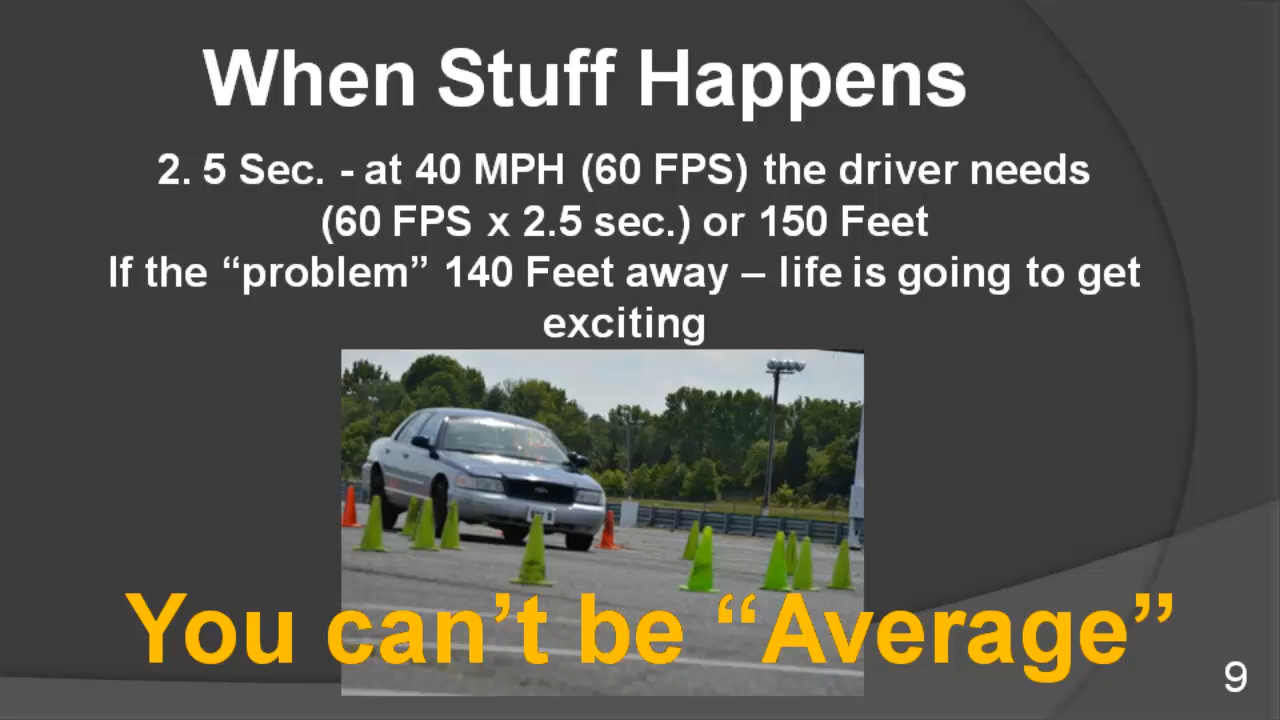 When Stuff Happens
2. 5 Sec. - at 40 MPH (60 FPS) the driver needs
(60 FPS x 2.5 sec.) or 150 Feet
If the “problem” 140 Feet away – life is going to get
exciting
You can’t be “Average”
9